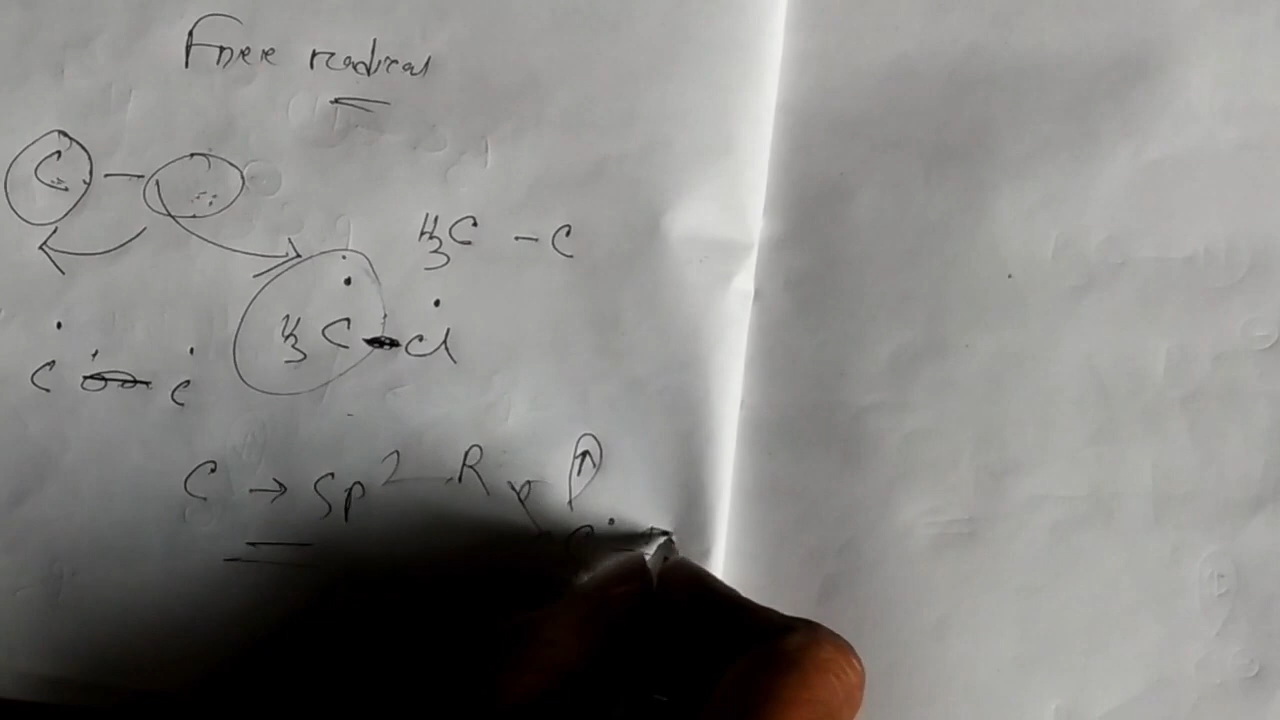 Free radical
C –
H3C – C
H3C Cl
C C
C → Sp2 R